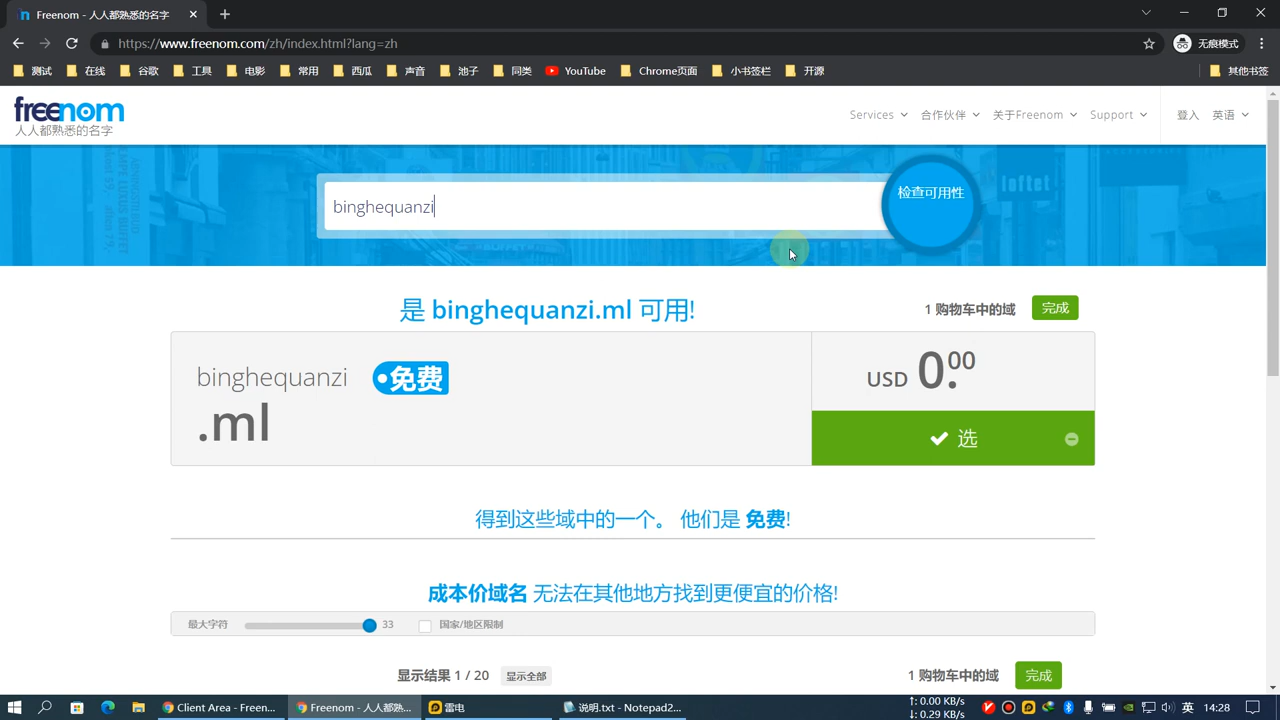 Freenom - 人人都熟悉的名字
https://www.freenom.com/zh/index.html?lang=zh
无痕模式
测试
在线
谷歌
工具
电影
常用
西瓜
声音
池子
同类
YouTube
Chrome页面
小书签栏
开源
其他书签
freenom
人人都熟悉的名字
Services
合作伙伴
关于Freenom
Support
登入
英语
binghequanzi
检查可用性
是 binghequanzi.ml 可用!
1 购物车中的域
完成
binghequanzi
免费
.ml
USD 0.00
选
得到这些域中的一个。 他们是 免费!
成本价域名 无法在其他地方找到更便宜的价格!
最大字符
33
国家/地区限制
显示结果 1 / 20
显示全部
1 购物车中的域
完成
Client Area - Freen...
Freenom - 人人都熟...
雷电
说明.txt - Notepad2...
↑: 0.00 KB/s
↓: 0.29 KB/s
英
14:28